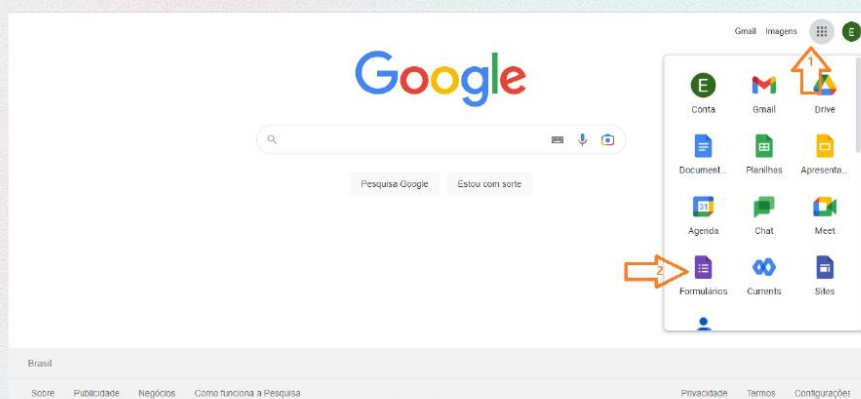 Gmail Imagens E
1
Google
E
Conta Gmail Drive
Document... Planilhas Apresenta...
Pesquisa Google Estou com sorte
31
Agenda Chat Meet
2
Formulários Currents Sites
Brasil
Sobre Publicidade Negócios Como funciona a Pesquisa Privacidade Termos Configurações